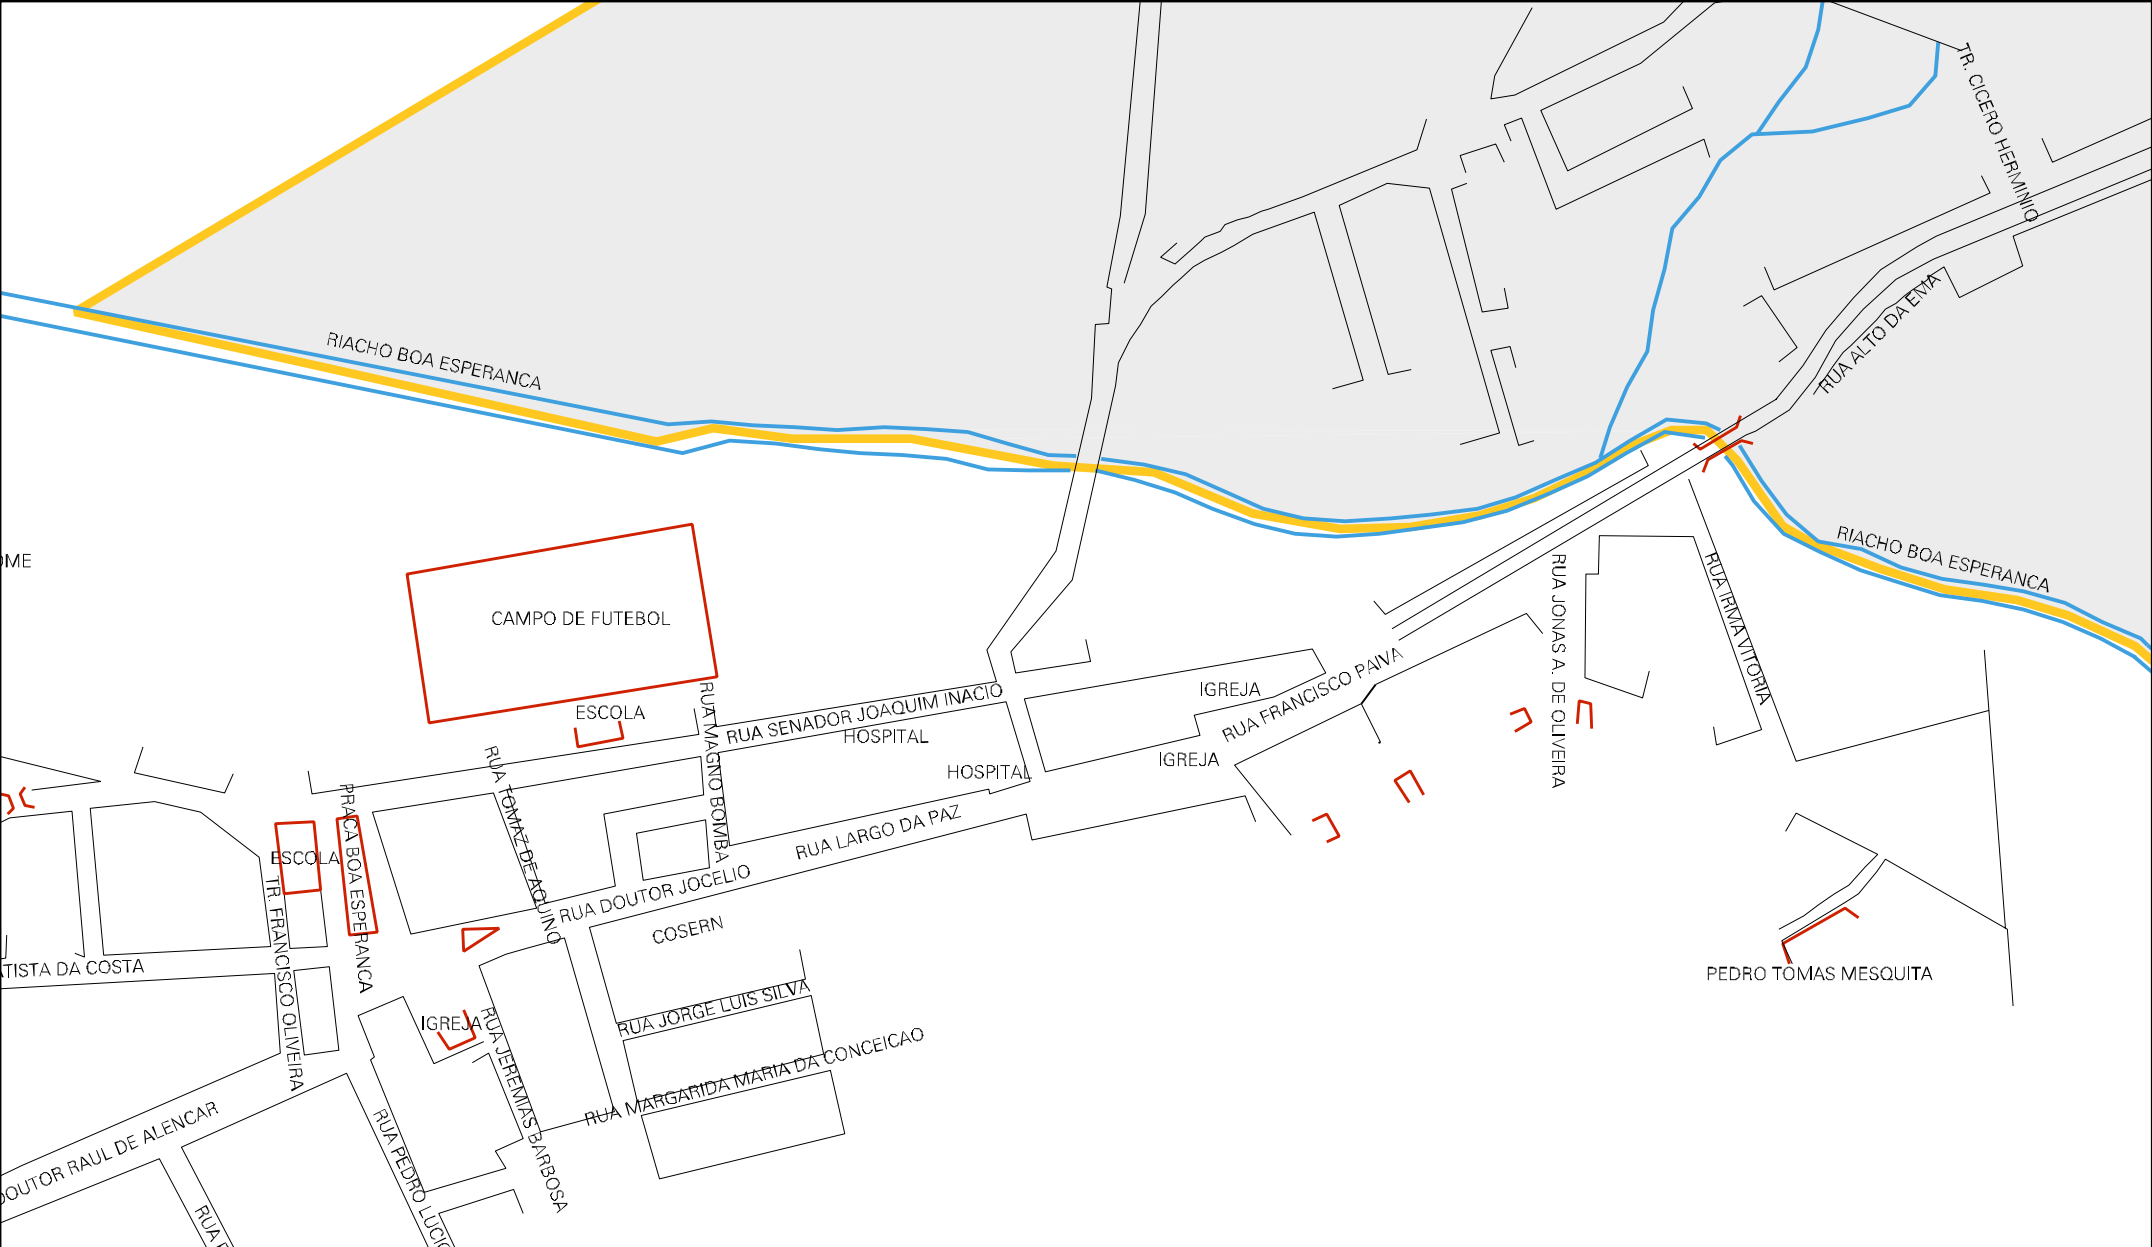 TR. CICERO HERMINIO
RUA ALTO DA EMA
RIACHO BOA ESPERANCA
RIACHO BOA ESPERANCA
OME
CAMPO DE FUTEBOL
RUA JONAS A. DE OLIVEIRA
RUA IRMA VITORIA
RUA FRANCISCO PAIVA
IGREJA
RUA SENADOR JOAQUIM INACIO
ESCOLA
RUA MAGNO BOMBA
HOSPITAL
HOSPITAL
IGREJA
RUA TOMAZ DE AQUINO
PRACA BOA ESPERANCA
RUA LARGO DA PAZ
ESCOLA
RUA DOUTOR JOCELIO
TR. FRANCISCO OLIVEIRA
COSERN
ATISTA DA COSTA
PEDRO TOMAS MESQUITA
RUA JORGE LUIS SILVA
IGREJA
RUA JEREMIAS BARBOSA
RUA MARGARIDA MARIA DA CONCEICAO
DOUTOR RAUL DE ALENCAR
RUA PEDRO LUCIO
RUA